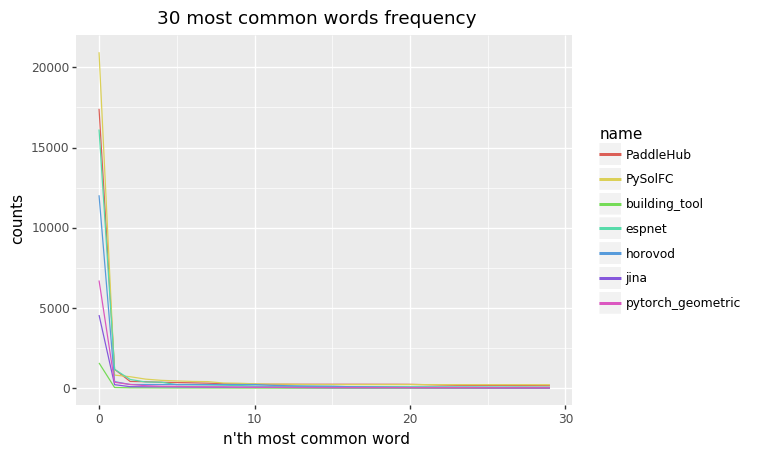 30 most common words frequency
counts
20000
15000
10000
5000
0
0 10 20 30
n'th most common word
name
PaddleHub
PySolFC
building_tool
espnet
horovod
jina
pytorch_geometric